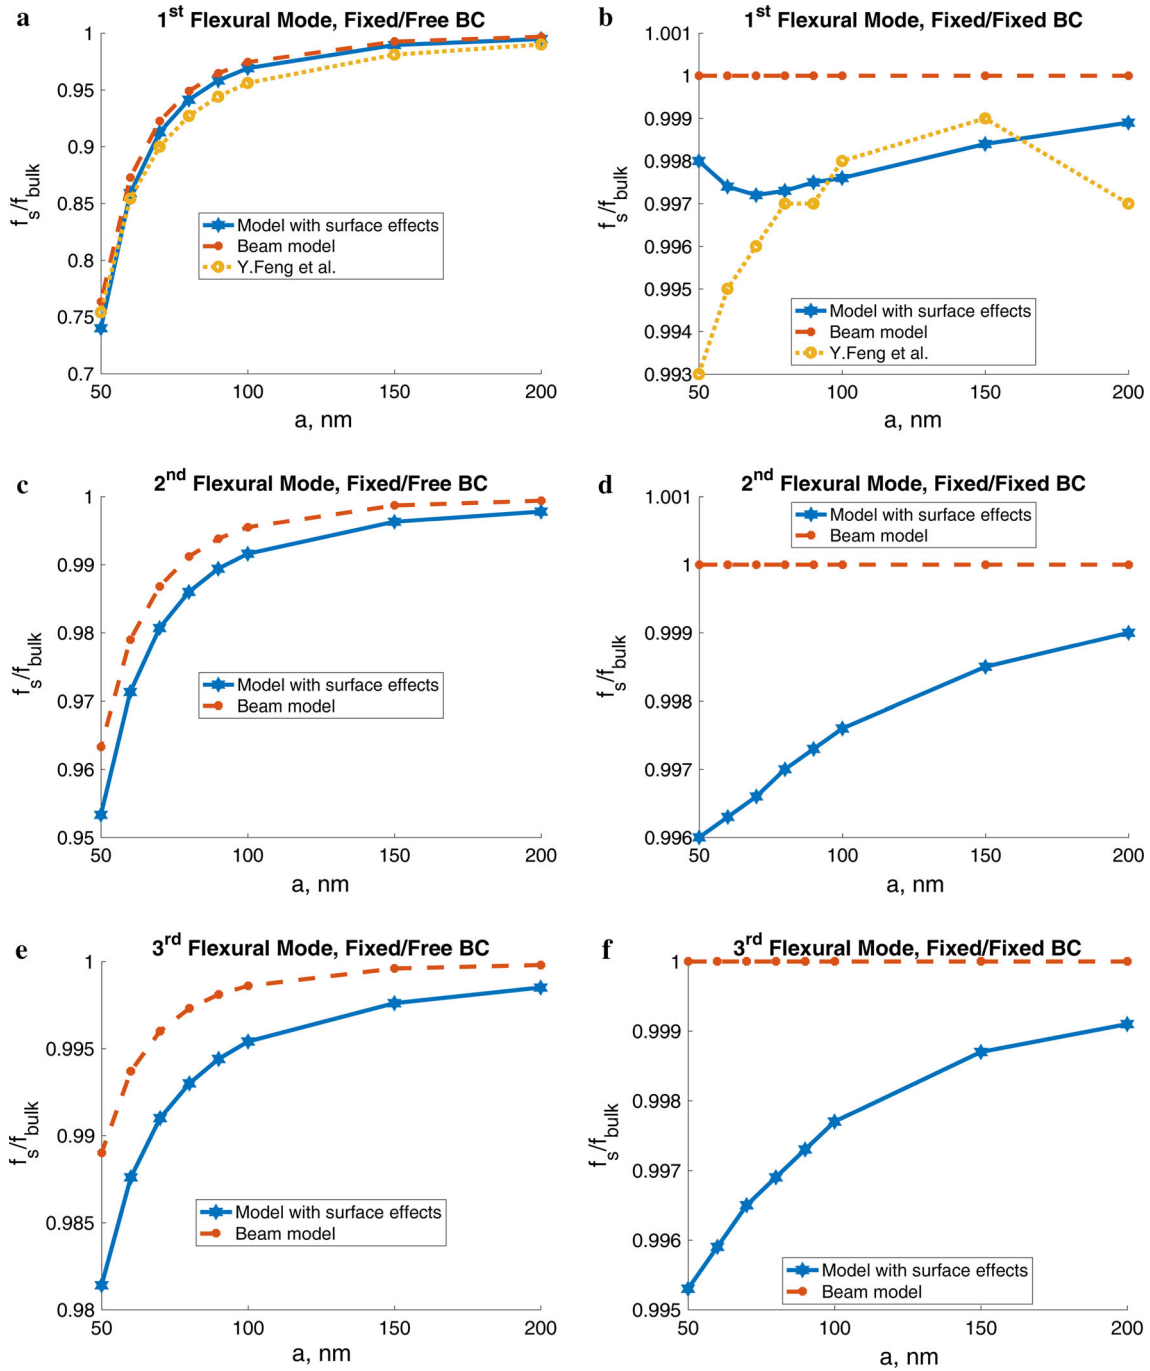 a
1st Flexural Mode, Fixed/Free BC
1
0.95
0.9
0.85
0.8
0.75
0.7
fs/fbulk
Model with surface effects
Beam model
Y.Feng et al.
50
100
150
200
a, nm
b
1st Flexural Mode, Fixed/Fixed BC
1.001
1
0.999
0.998
0.997
0.996
0.995
0.994
0.993
fs/fbulk
Model with surface effects
Beam model
Y.Feng et al.
50
100
150
200
a, nm
c
2nd Flexural Mode, Fixed/Free BC
1
0.99
0.98
0.97
0.96
0.95
fs/fbulk
Model with surface effects
Beam model
50
100
150
200
a, nm
d
2nd Flexural Mode, Fixed/Fixed BC
1.001
1
0.999
0.998
0.997
0.996
fs/fbulk
Model with surface effects
Beam model
50
100
150
200
a, nm
e
3rd Flexural Mode, Fixed/Free BC
1
0.995
0.99
0.985
0.98
fs/fbulk
Model with surface effects
Beam model
50
100
150
200
a, nm
f
3rd Flexural Mode, Fixed/Fixed BC
1
0.999
0.998
0.997
0.996
0.995
fs/fbulk
Model with surface effects
Beam model
50
100
150
200
a, nm